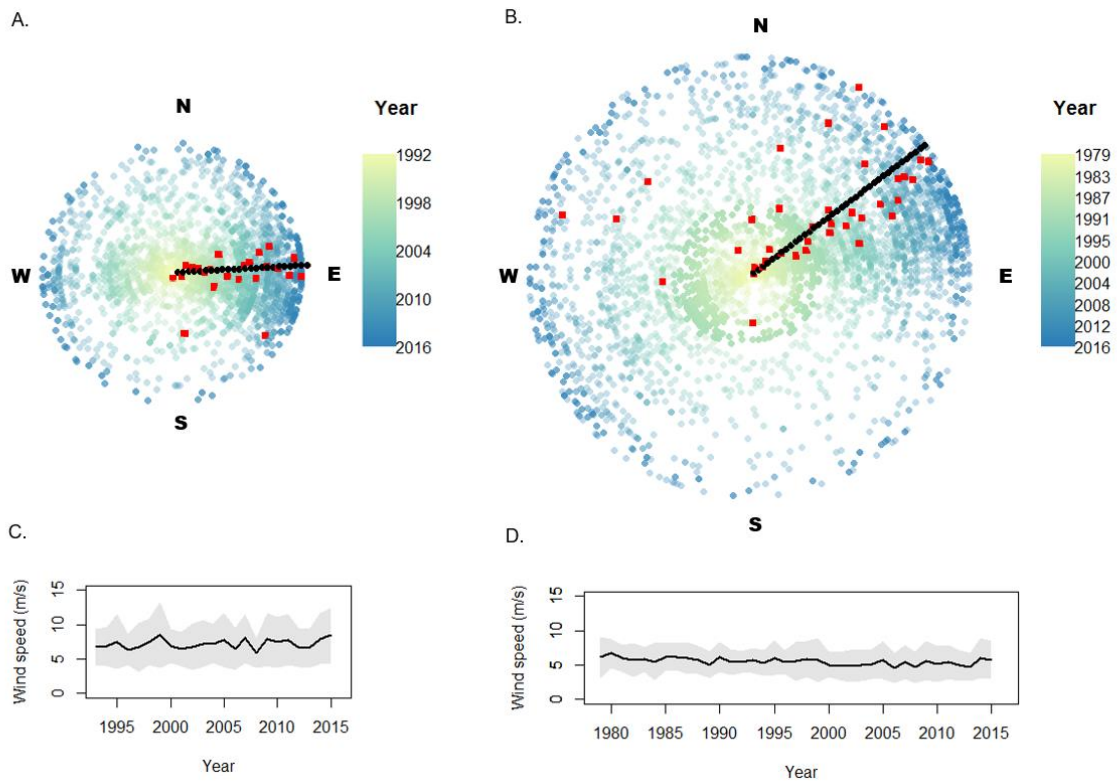 A.
N
Year
1992
1998
2004
2010
2016
W
E
S
B.
N
Year
1979
1983
1987
1991
1995
2000
2004
2008
2012
2016
W
E
S
C.
Wind speed (m/s)
15
10
5
0
1995 2000 2005 2010 2015
Year
D.
Wind speed (m/s)
15
10
5
0
1980 1985 1990 1995 2000 2005 2010 2015
Year